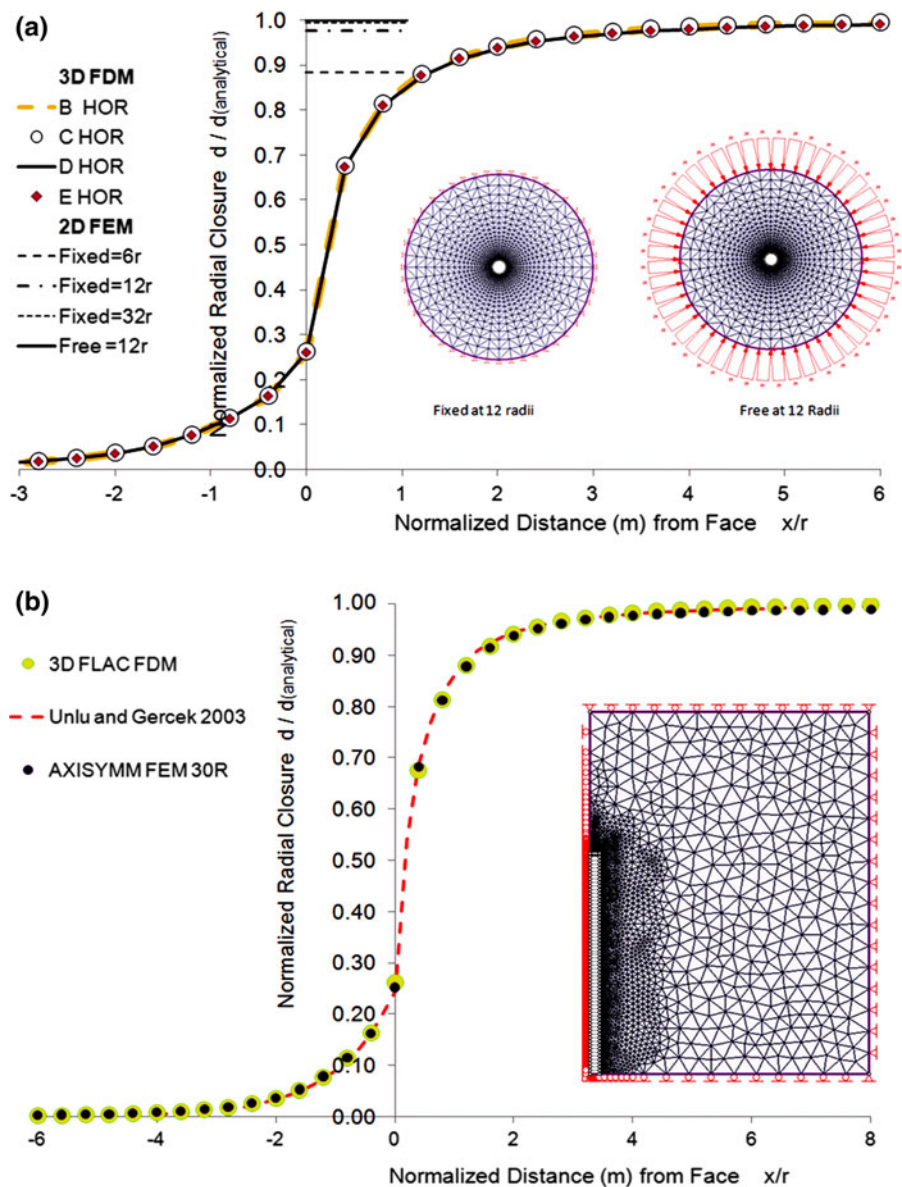 (a)
3D FDM
B HOR
C HOR
D HOR
E HOR
2D FEM
Fixed=6r
Fixed=12r
Fixed=32r
Free =12r
Normalized Radial Closure d / d(analytical)
1.0
0.9
0.8
0.7
0.6
0.5
0.4
0.3
0.2
0.1
0.0
-3 -2 -1 0 1 2 3 4 5 6
Normalized Distance (m) from Face x/r
Fixed at 12 radii
Free at 12 Radii
(b)
3D FLAC FDM
Unlu and Gercek 2003
AXISYMM FEM 30R
Normalized Radial Closure d / d(analytical)
1.00
0.90
0.80
0.70
0.60
0.50
0.40
0.30
0.20
0.10
0.00
-6 -4 -2 0 2 4 6 8
Normalized Distance (m) from Face x/r